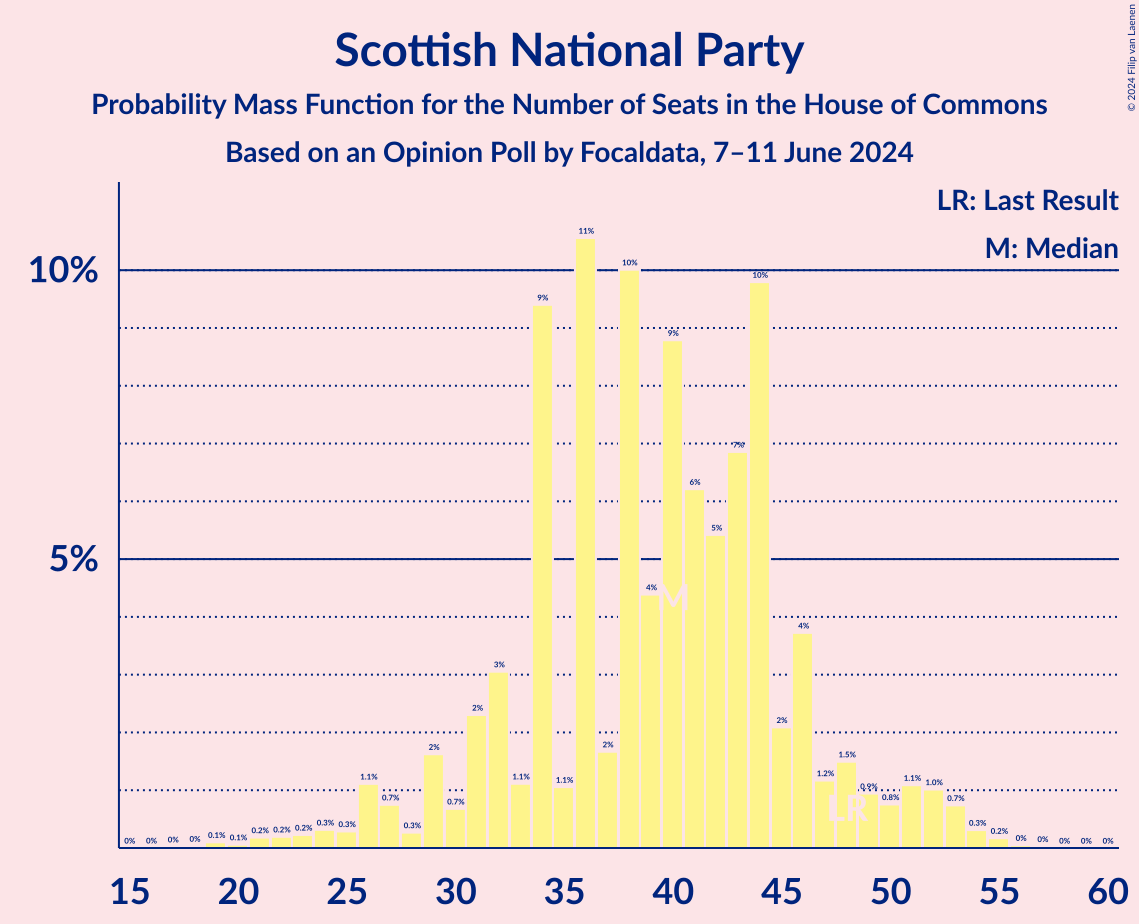 Scottish National Party
Probability Mass Function for the Number of Seats in the House of Commons
Based on an Opinion Poll by Focaldata, 7–11 June 2024
© 2024 Filip van Laenen
LR: Last Result
M: Median
10%
5%
0% 0% 0% 0% 0.1% 0.1% 0.2% 0.2% 0.2% 0.3% 0.3% 1.1% 0.7% 0.3% 2% 0.7% 2% 3% 1.1% 9% 1.1% 11% 2% 10% 4% 9% 6% 5% 7% 10% 2% 4% 1.2% 1.5% 0.9% 0.8% 1.1% 1.0% 0.7% 0.3% 0.2% 0% 0% 0% 0% 0%
M
LR
15 20 25 30 35 40 45 50 55 60